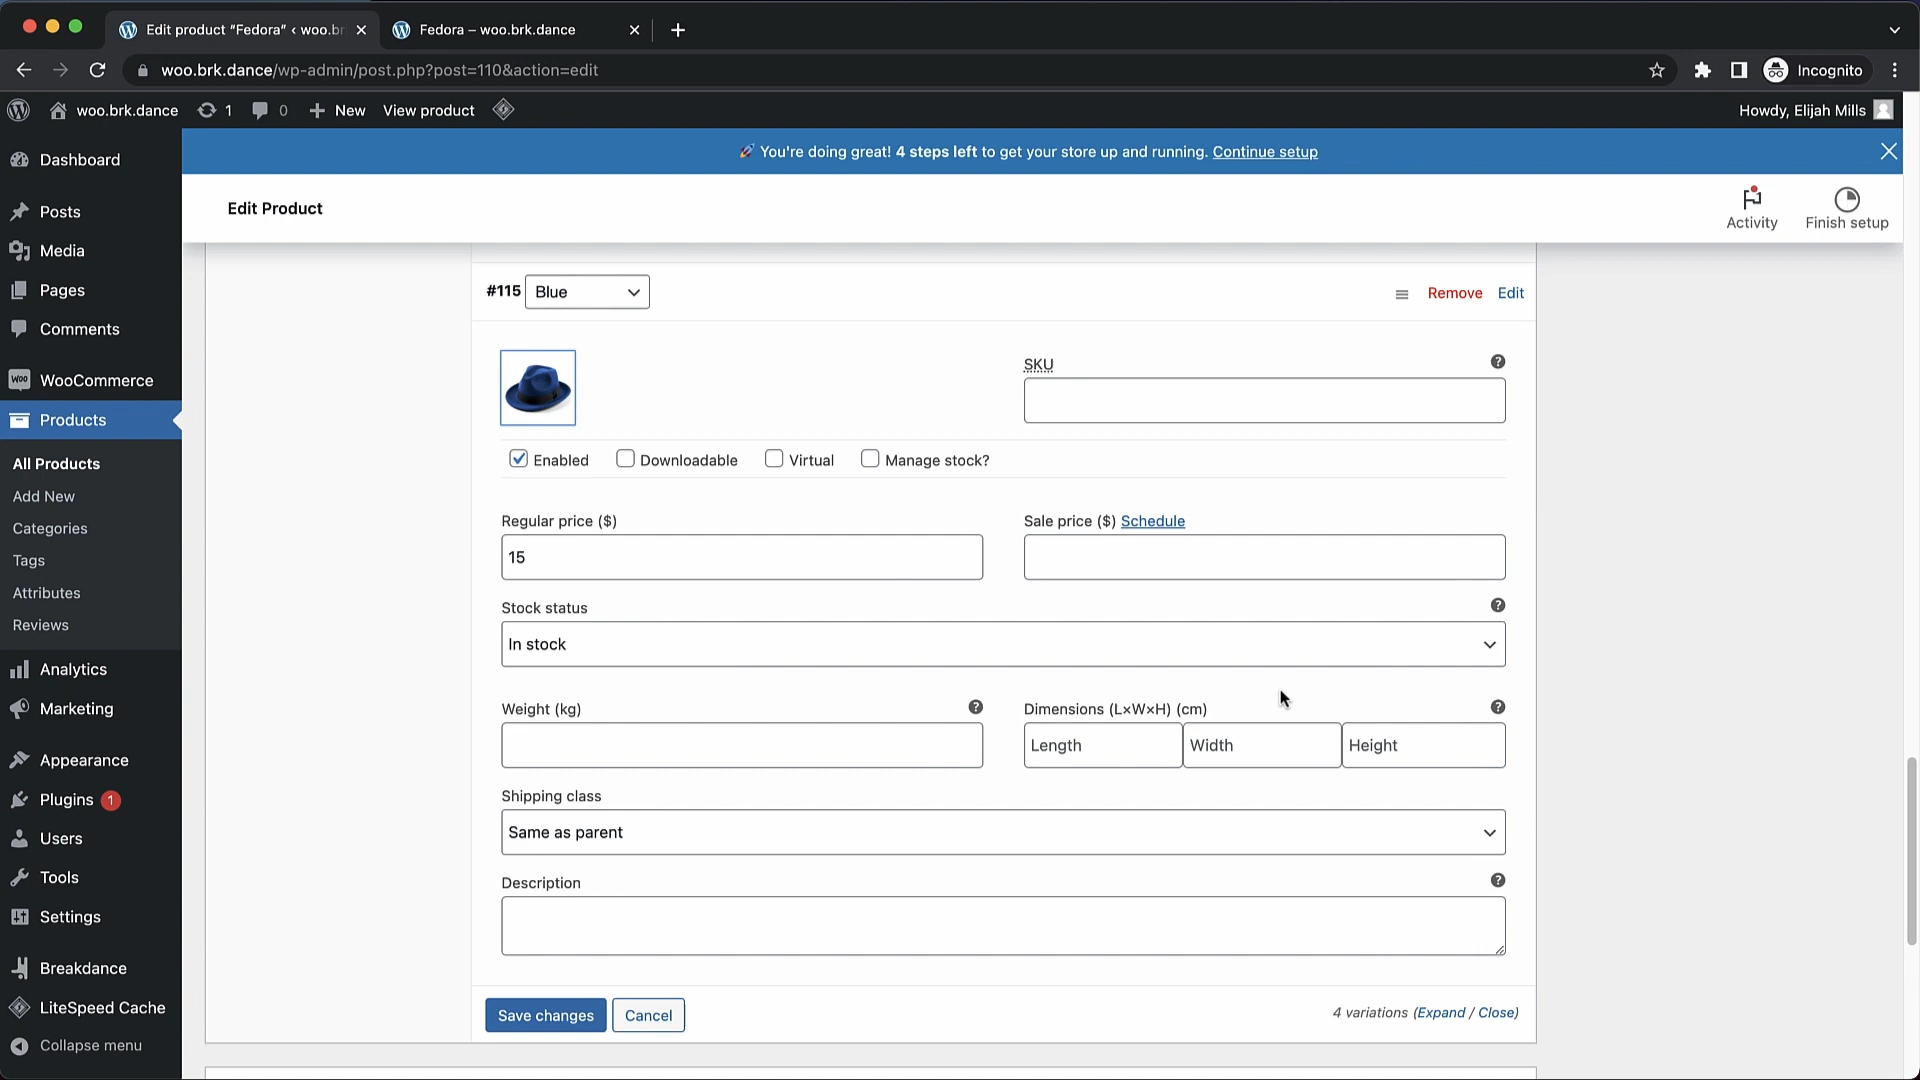 Edit product “Fedora” ‹ woo.br
Fedora – woo.brk.dance
woo.brk.dance/wp-admin/post.php?post=110&action=edit
Incognito
woo.brk.dance
1
0
New
View product
Howdy, Elijah Mills
🚀 You're doing great! 4 steps left to get your store up and running. Continue setup
Edit Product
Activity
Finish setup
Dashboard
Posts
Media
Pages
Comments
WooCommerce
Products
All Products
Add New
Categories
Tags
Attributes
Reviews
Analytics
Marketing
Appearance
Plugins 1
Users
Tools
Settings
Breakdance
LiteSpeed Cache
Collapse menu
#115 Blue
Remove Edit
SKU
Enabled Downloadable Virtual Manage stock?
Regular price ($)
15
Sale price ($) Schedule
Stock status
In stock
Weight (kg)
Dimensions (L×W×H) (cm)
Length Width Height
Shipping class
Same as parent
Description
Save changes Cancel
4 variations (Expand / Close)